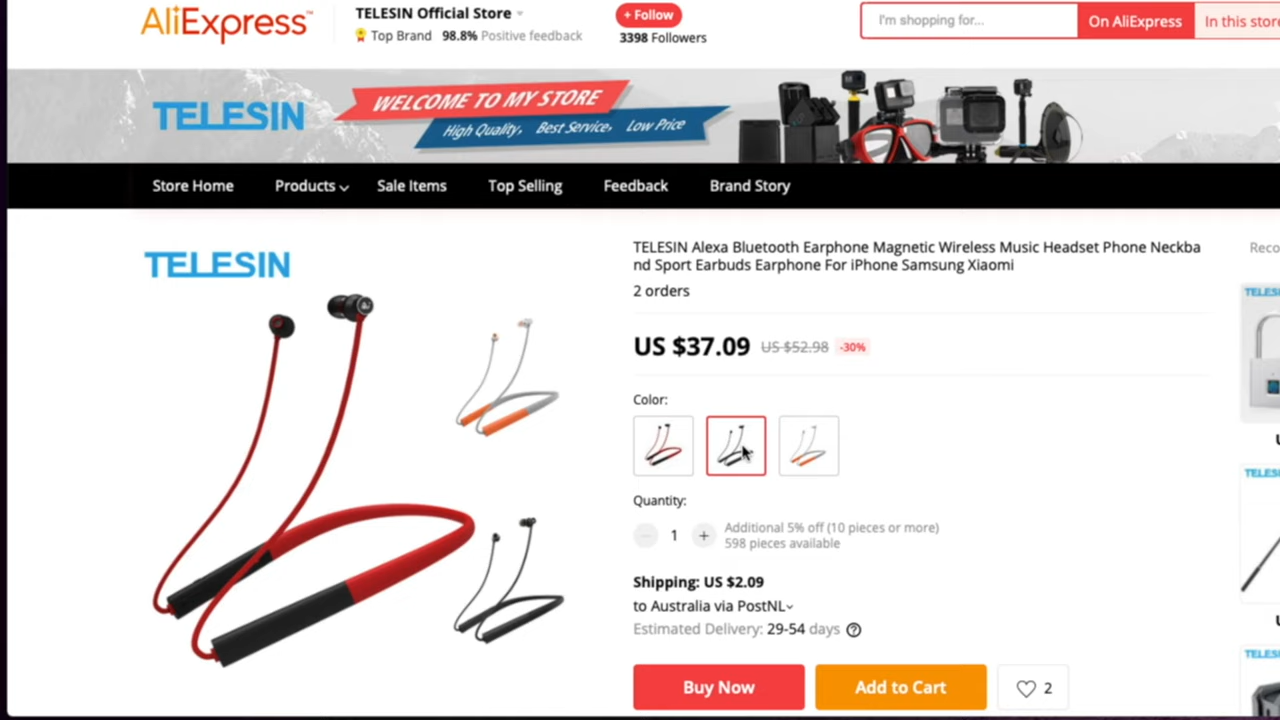 AliExpress™
TELESIN Official Store
Top Brand 98.8% Positive feedback
+ Follow
3398 Followers
I'm shopping for...
On AliExpress
In this store
TELESIN
WELCOME TO MY STORE
High Quality, Best Service, Low Price
Store Home Products Sale Items Top Selling Feedback Brand Story
TELESIN
TELESIN Alexa Bluetooth Earphone Magnetic Wireless Music Headset Phone Neckba
nd Sport Earbuds Earphone For iPhone Samsung Xiaomi
2 orders
US $37.09 US $52.98 -30%
Color:
Quantity:
1
Additional 5% off (10 pieces or more)
598 pieces available
Shipping: US $2.09
to Australia via PostNL
Estimated Delivery: 29-54 days ?
Buy Now
Add to Cart
2
Reco
TELESI
U
TELESI
U
TELESI